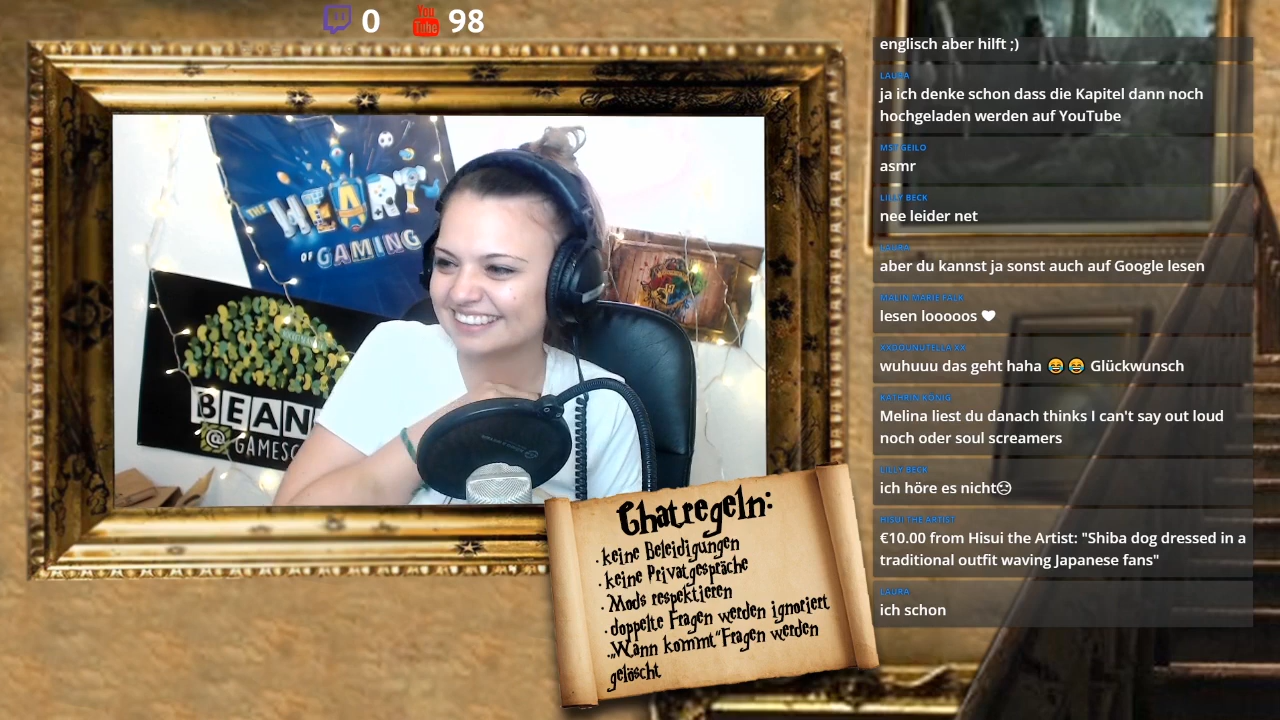 0
You
Tube
98
THE
HEART
OF GAMING
BEAN
@ GAMESC
Chatregeln:
. keine Beleidigungen
. keine Privatgespräche
. Mods respektieren
. doppelte Fragen werden ignoriert
. „Wann kommt“ Fragen werden
gelöscht
englisch aber hilft ;)
LAURA
ja ich denke schon dass die Kapitel dann noch
hochgeladen werden auf YouTube
asmr
LILLY BECK
nee leider net
LAURA
aber du kannst ja sonst auch auf Google lesen
MALIN MARIE FALK
lesen looooos 🤍
wuhuuu das geht haha 😂 😂 Glückwunsch
KATHRIN KÖNIG
Melina liest du danach thinks I can't say out loud
noch oder soul screamers
LILLY BECK
ich höre es nicht☹
HISUI THE ARTIST
€10.00 from Hisui the Artist: "Shiba dog dressed in a
traditional outfit waving Japanese fans"
LAURA
ich schon